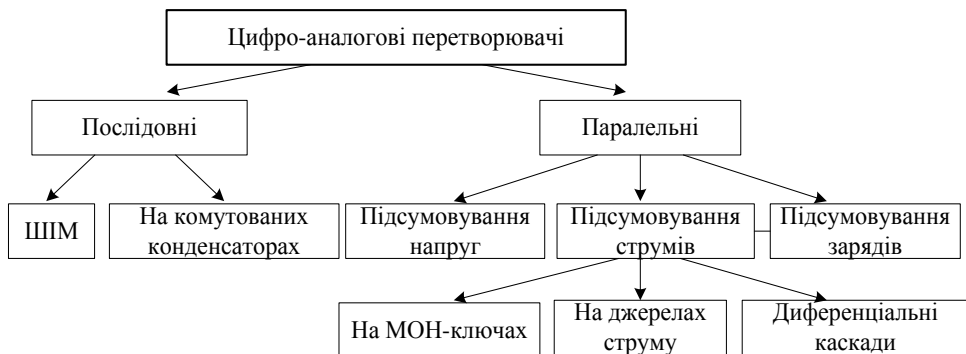 Цифро-аналогові перетворювачі
Послідовні
Паралельні
ШІМ
На комутованих
конденсаторах
Підсумовування
напруг
Підсумовування
струмів
Підсумовування
зарядів
На МОН-ключах
На джерелах
струму
Диференціальні
каскади